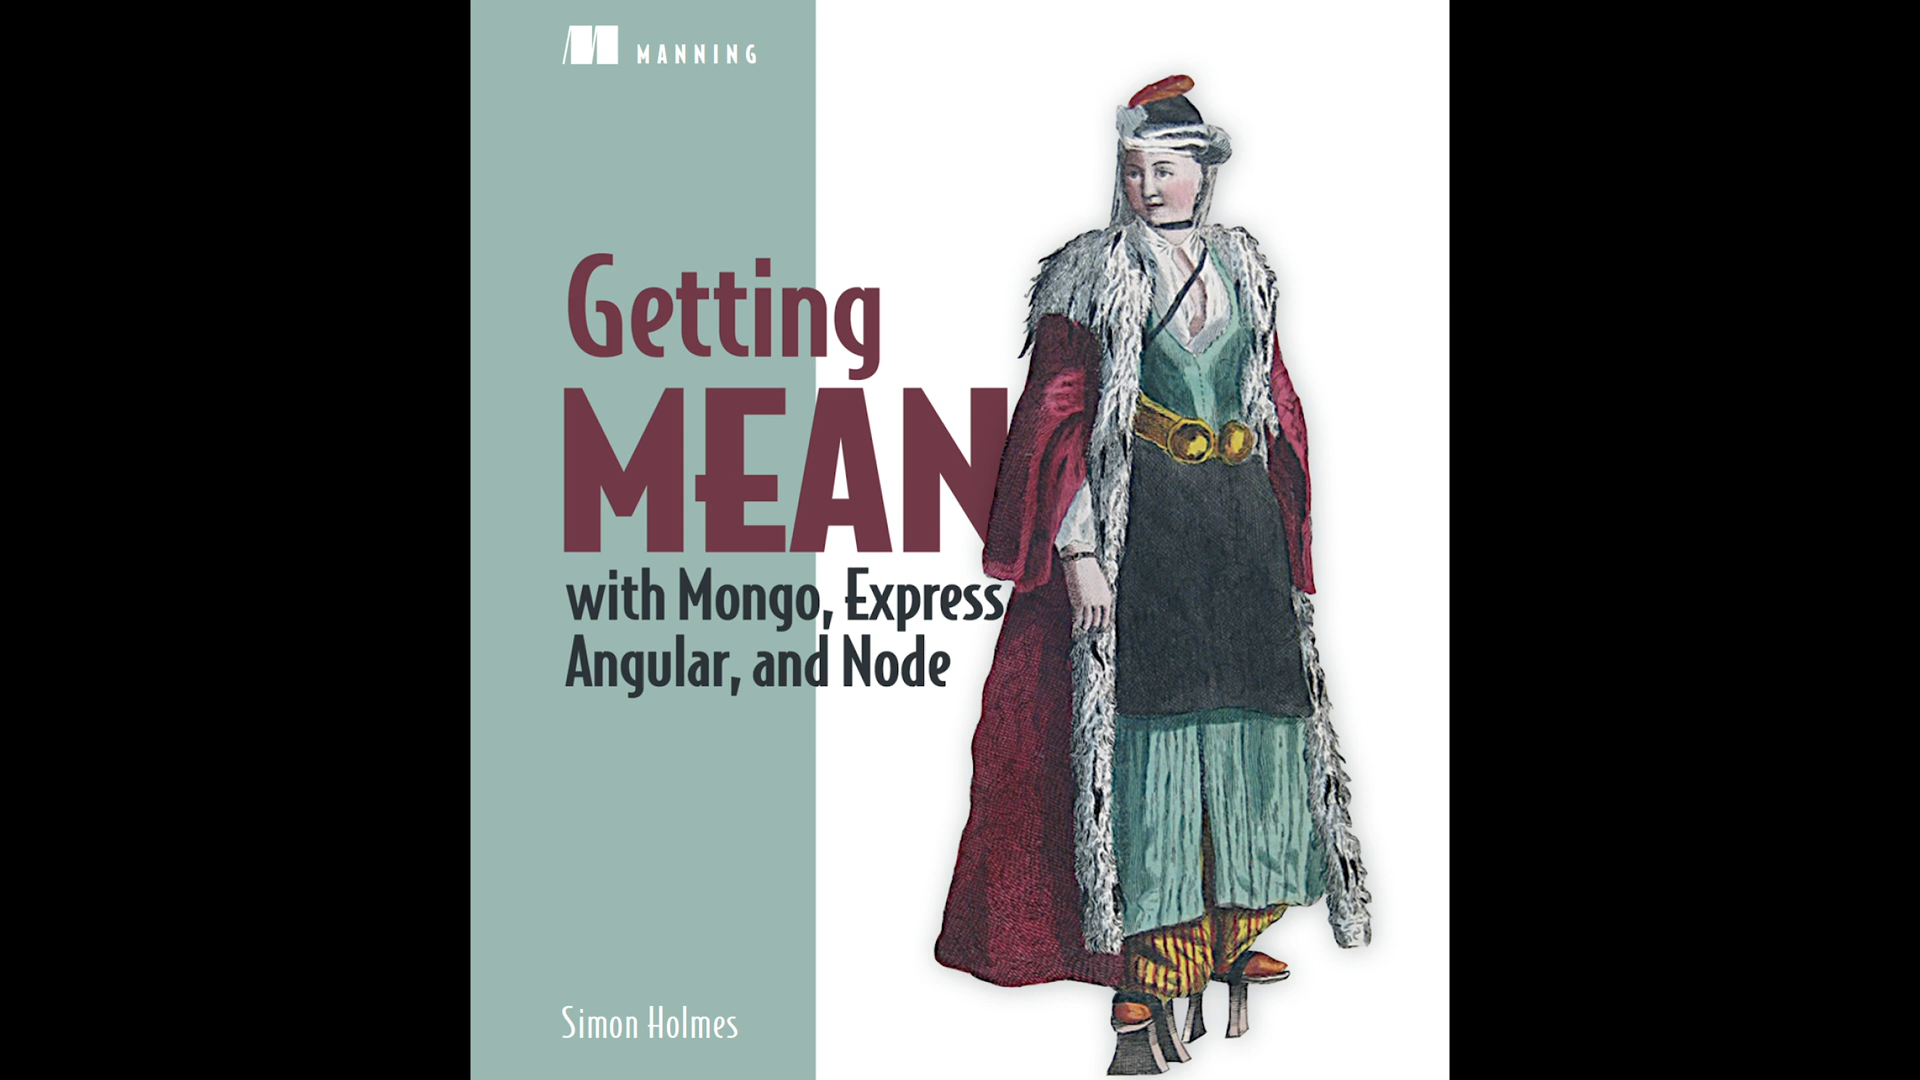 MANNING
Getting
MEAN
with Mongo, Express
Angular, and Node
Simon Holmes